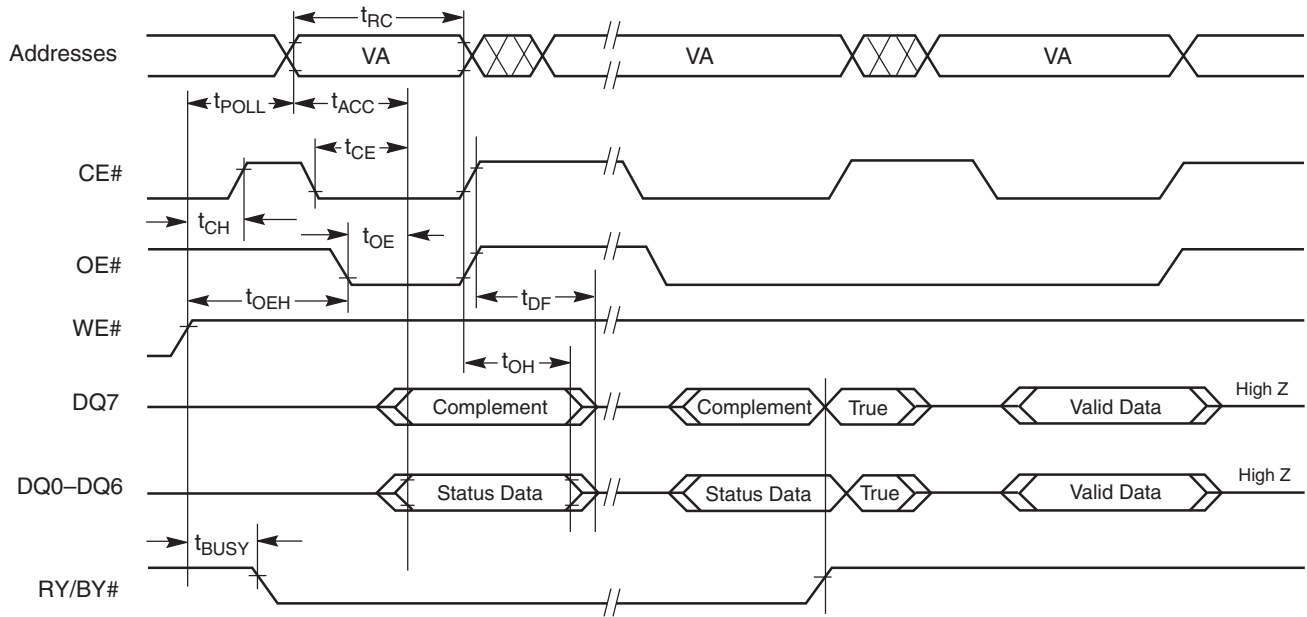 tRC
Addresses VA VA VA
tPOLL tACC
tCE
CE#
tCH tOE
OE#
tOEH tDF
WE#
tOH
DQ7 Complement Complement True Valid Data High Z
DQ0–DQ6 Status Data Status Data True Valid Data High Z
tBUSY
RY/BY#